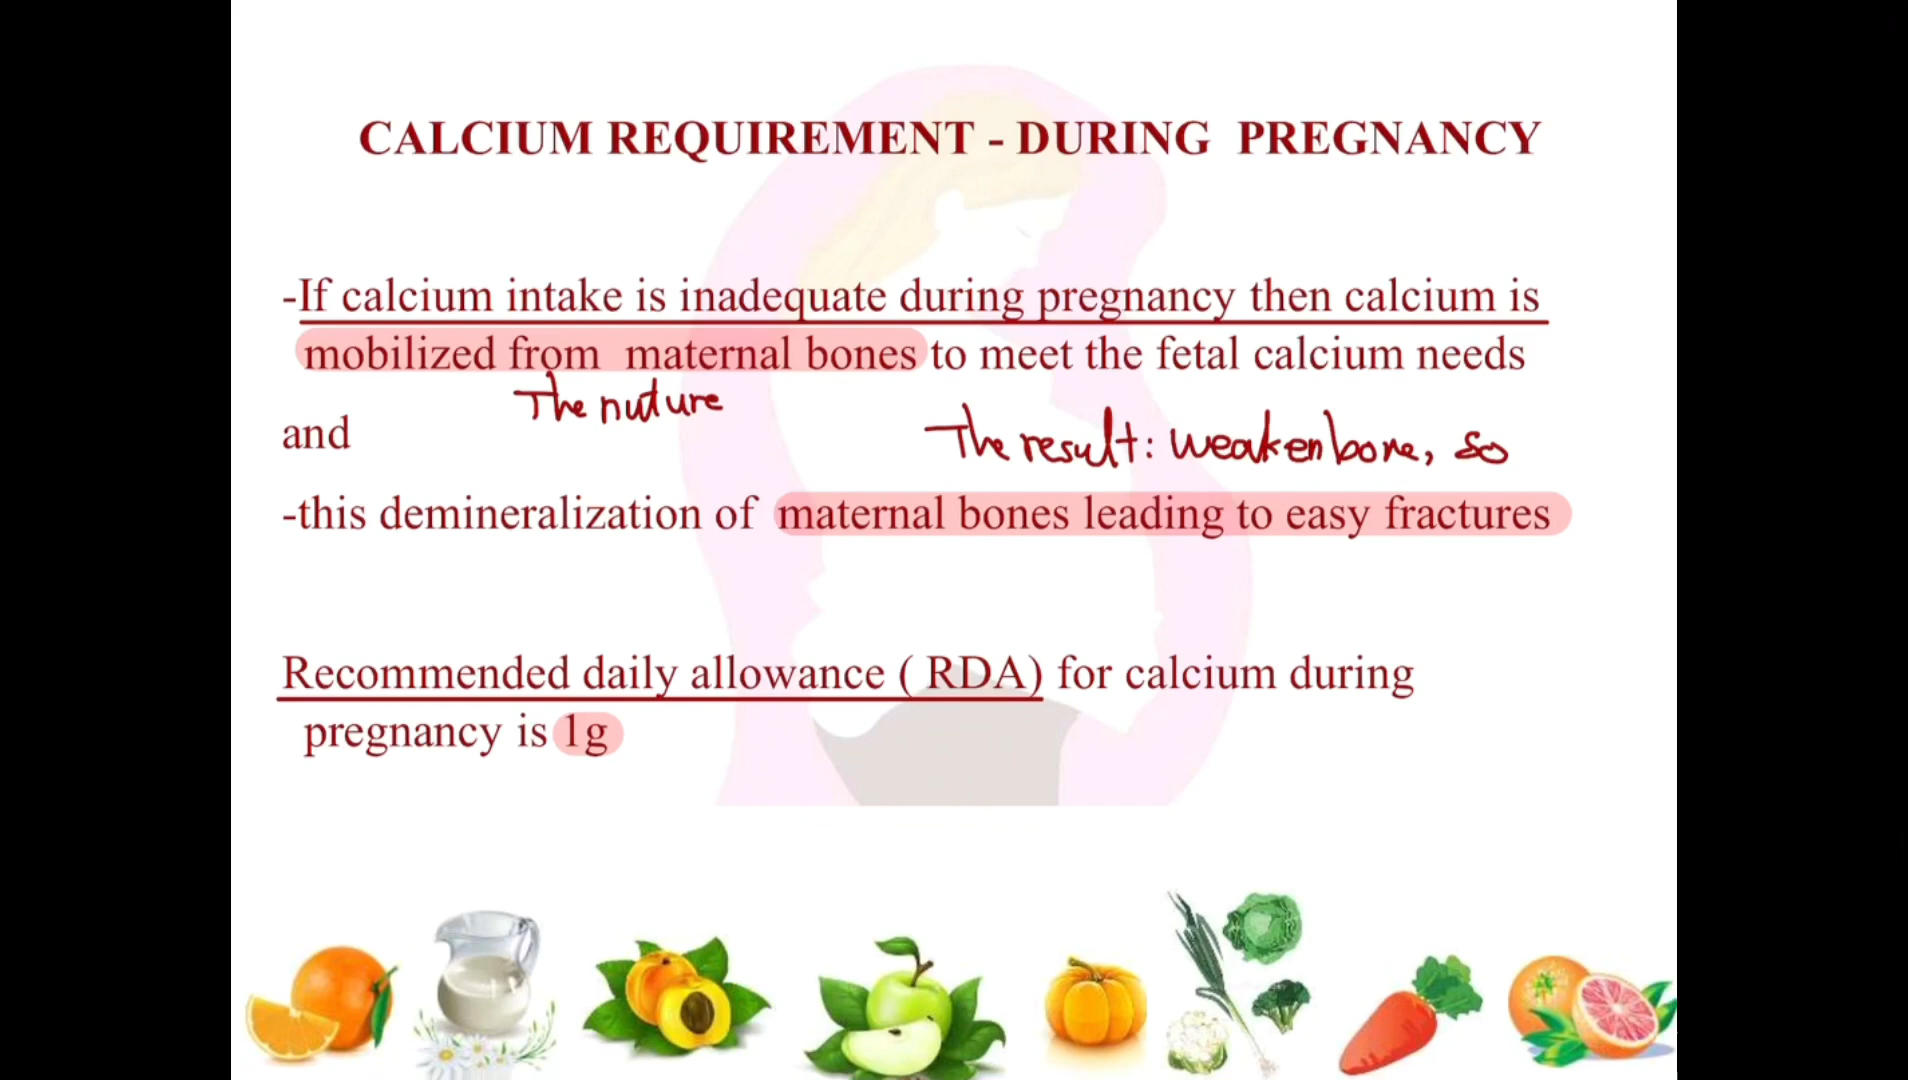 CALCIUM REQUIREMENT - DURING PREGNANCY
-If calcium intake is inadequate during pregnancy then calcium is
mobilized from maternal bones to meet the fetal calcium needs
The nuture
and
The result: weaken bone, so
-this demineralization of maternal bones leading to easy fractures
Recommended daily allowance ( RDA) for calcium during
pregnancy is 1g